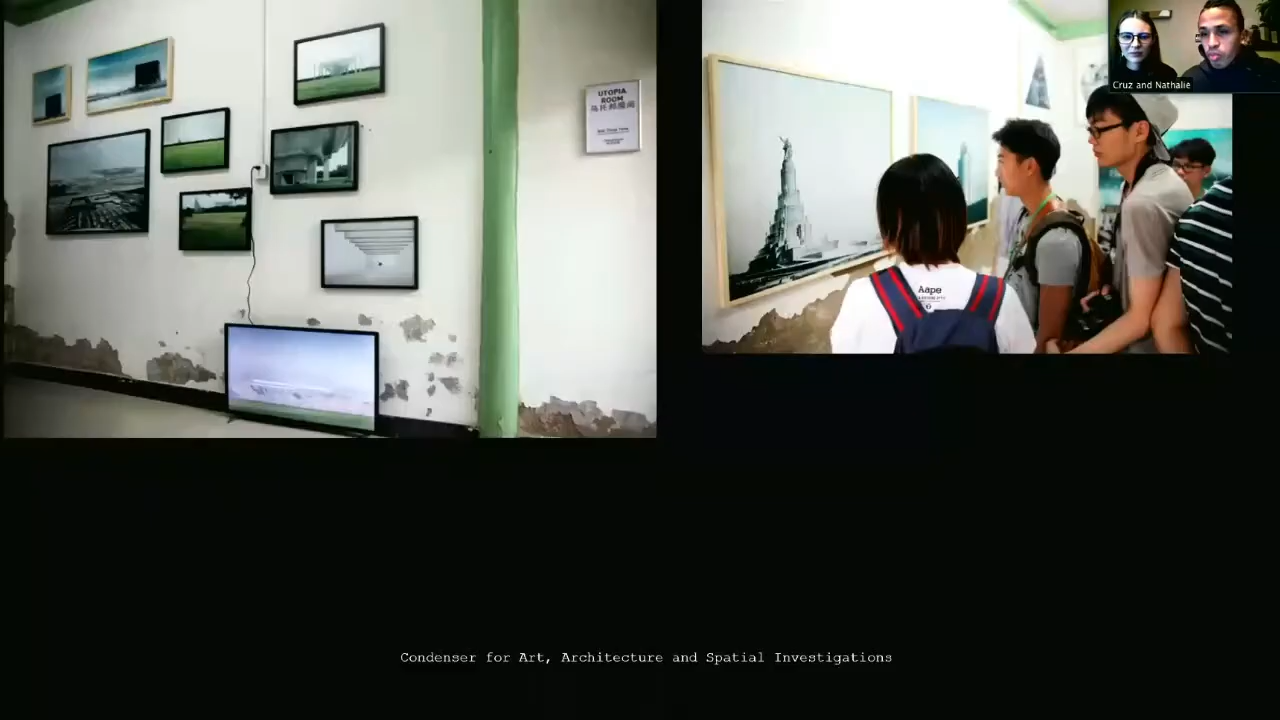 UTOPIA
ROOM
Cruz and Nathalie
Aape
Condenser for Art, Architecture and Spatial Investigations